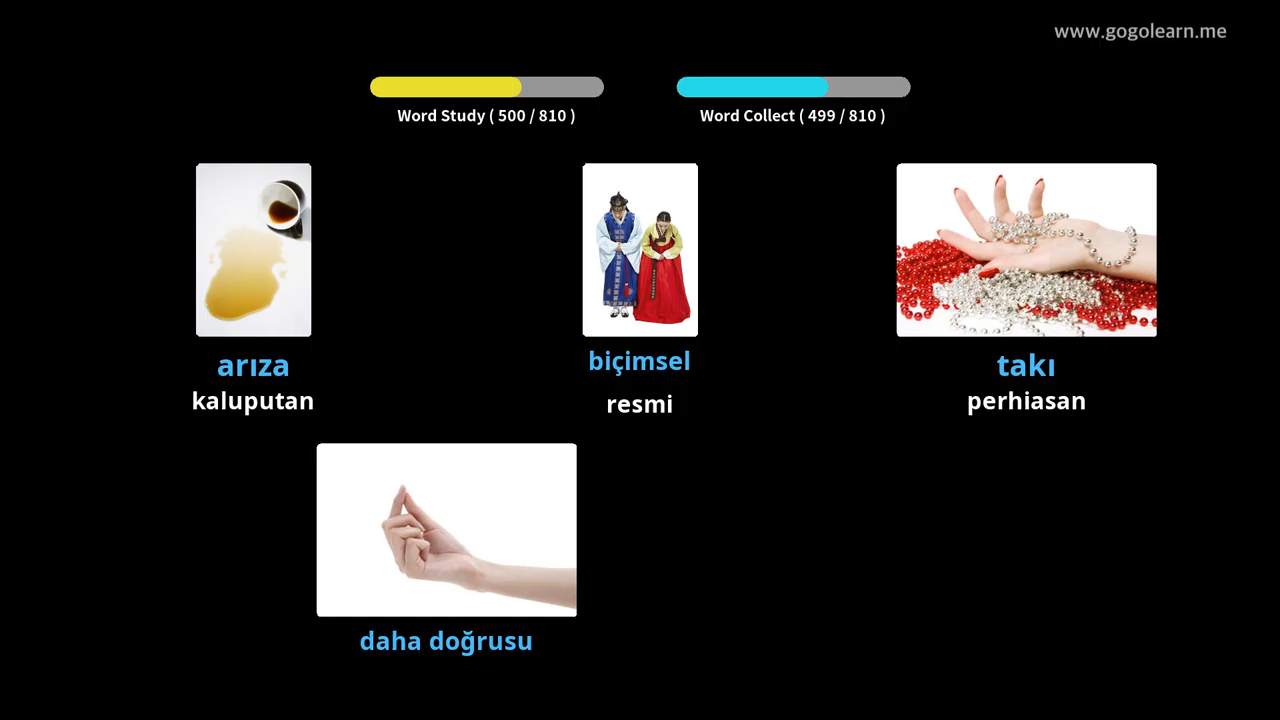 www.gogolearn.me
Word Study ( 500 / 810 )
Word Collect ( 499 / 810 )
arıza
kaluputan
biçimsel
resmi
takı
perhiasan
daha doğrusu